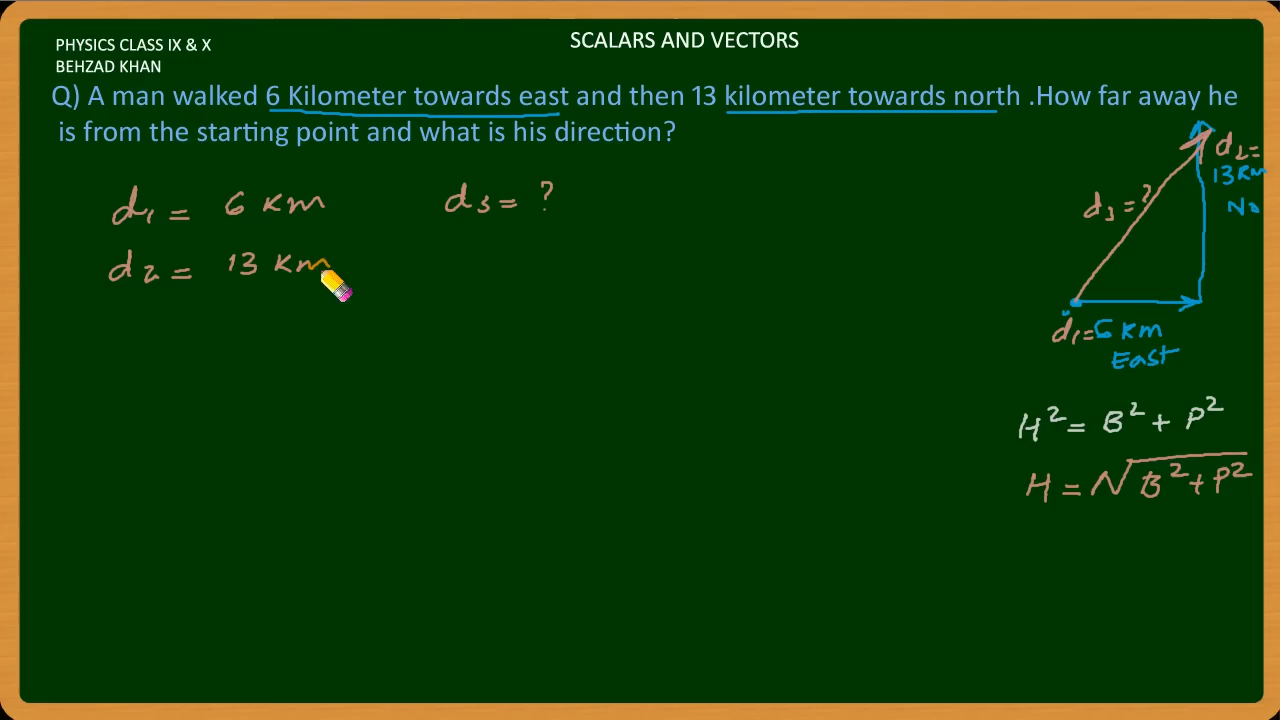 PHYSICS CLASS IX & X
BEHZAD KHAN
SCALARS AND VECTORS
Q) A man walked 6 Kilometer towards east and then 13 kilometer towards north .How far away he
is from the starting point and what is his direction?
d1 = 6 Km
d3 = ?
d2 = 13 Km
d2=
13 Km
No
d3 = ?
d1=6 Km
East
H² = B² + P²
H = √B²+P²